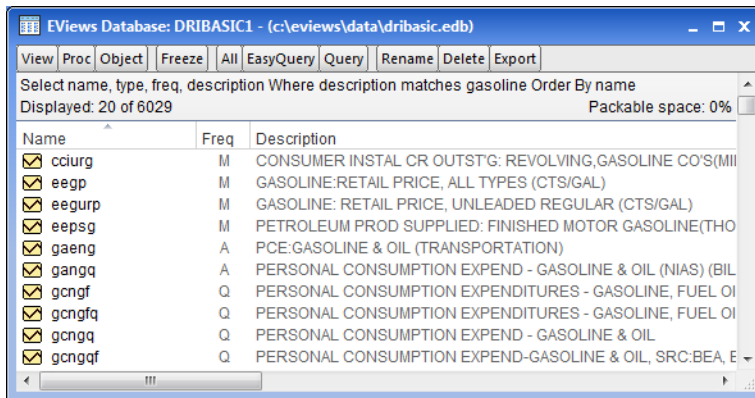 EViews Database: DRIBASIC1 - (c:\eviews\data\dribasic.edb)
View Proc Object Freeze All EasyQuery Query Rename Delete Export
Select name, type, freq, description Where description matches gasoline Order By name
Displayed: 20 of 6029 Packable space: 0%
Name Freq Description
cciurg M CONSUMER INSTAL CR OUTST'G: REVOLVING,GASOLINE CO'S(MI
eegp M GASOLINE:RETAIL PRICE, ALL TYPES (CTS/GAL)
eegurp M GASOLINE: RETAIL PRICE, UNLEADED REGULAR (CTS/GAL)
eepsg M PETROLEUM PROD SUPPLIED: FINISHED MOTOR GASOLINE(THO
gaeng A PCE:GASOLINE & OIL (TRANSPORTATION)
gangq A PERSONAL CONSUMPTION EXPEND - GASOLINE & OIL (NIAS) (BIL
gcngf Q PERSONAL CONSUMPTION EXPENDITURES - GASOLINE, FUEL OI
gcngfq Q PERSONAL CONSUMPTION EXPENDITURES - GASOLINE, FUEL OI
gcngq Q PERSONAL CONSUMPTION EXPEND - GASOLINE & OIL
gcngqf Q PERSONAL CONSUMPTION EXPEND-GASOLINE & OIL, SRC:BEA, E